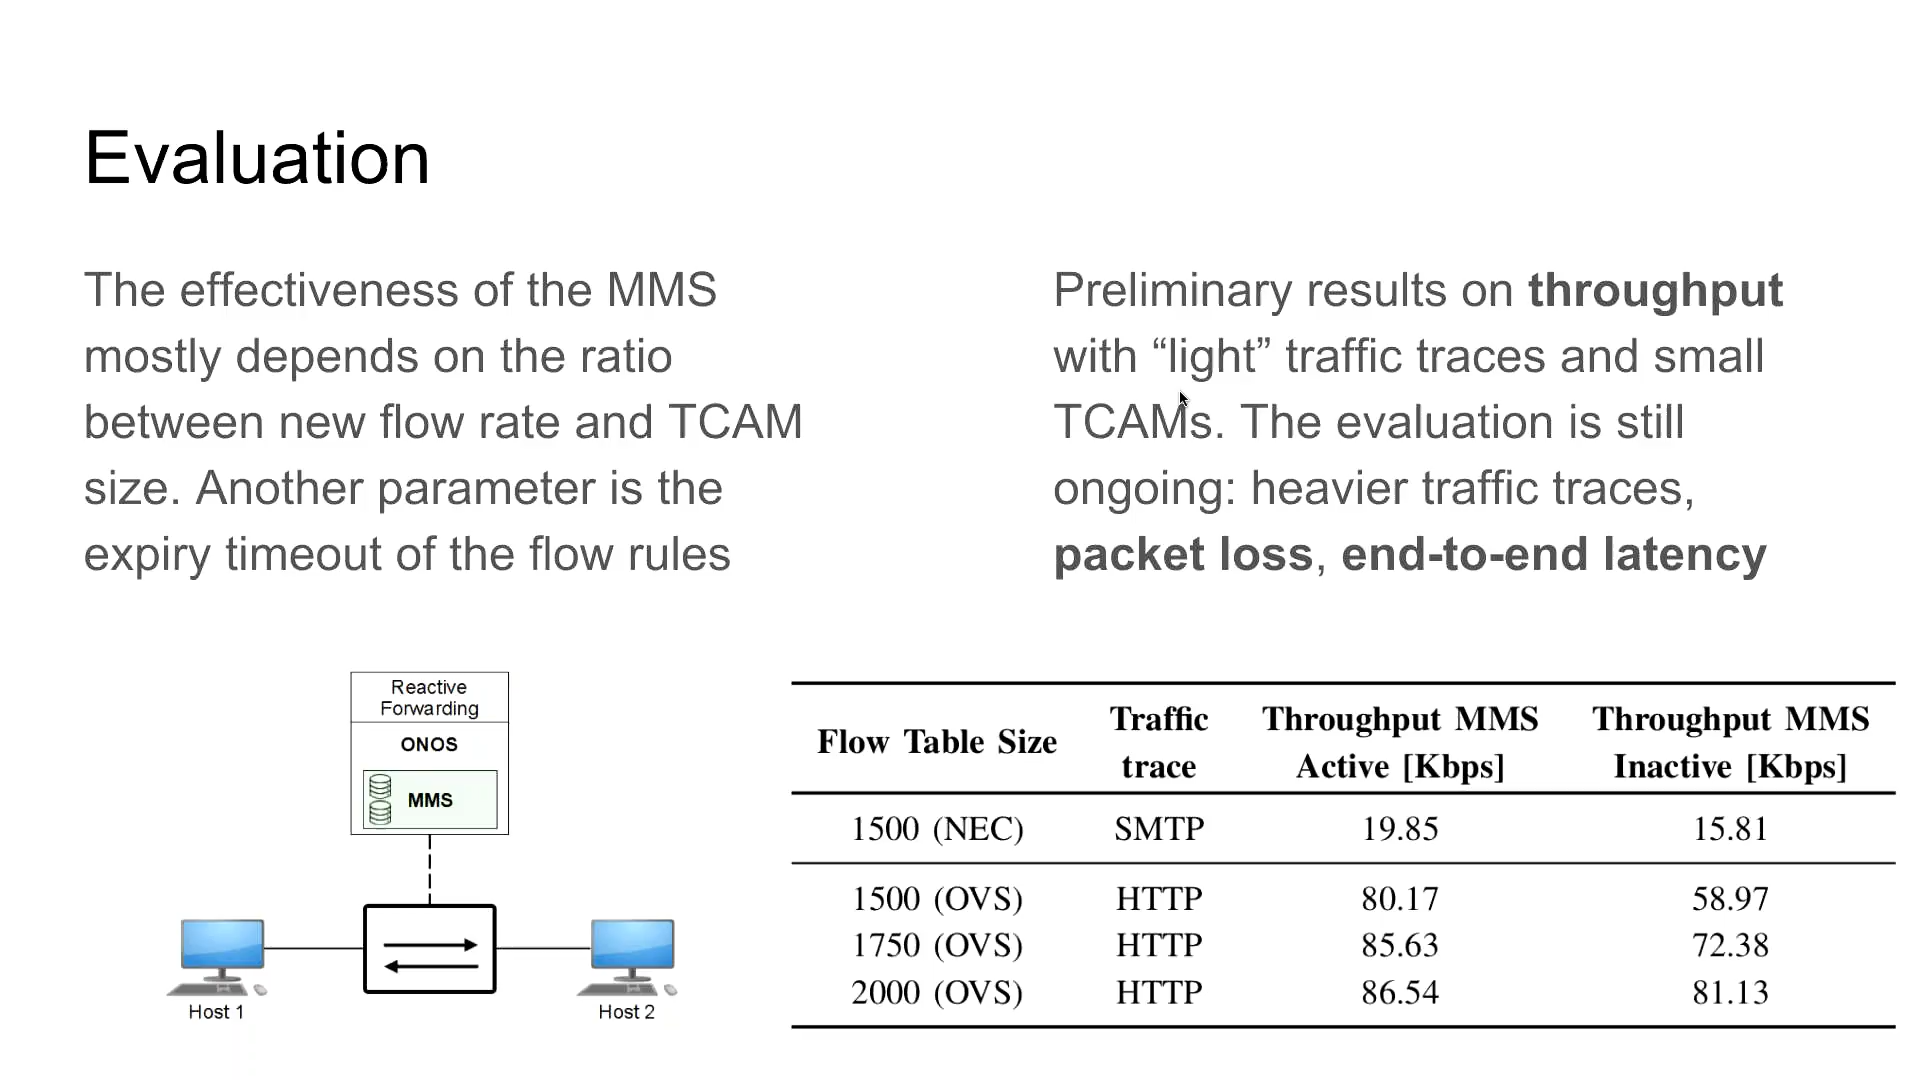 Evaluation
The effectiveness of the MMS
mostly depends on the ratio
between new flow rate and TCAM
size. Another parameter is the
expiry timeout of the flow rules
Preliminary results on throughput
with “light” traffic traces and small
TCAMs. The evaluation is still
ongoing: heavier traffic traces,
packet loss, end-to-end latency
Reactive
Forwarding
ONOS
MMS
Host 1
Host 2
Flow Table Size Traffic trace Throughput MMS Active [Kbps] Throughput MMS Inactive [Kbps]
1500 (NEC) SMTP 19.85 15.81
1500 (OVS) HTTP 80.17 58.97
1750 (OVS) HTTP 85.63 72.38
2000 (OVS) HTTP 86.54 81.13